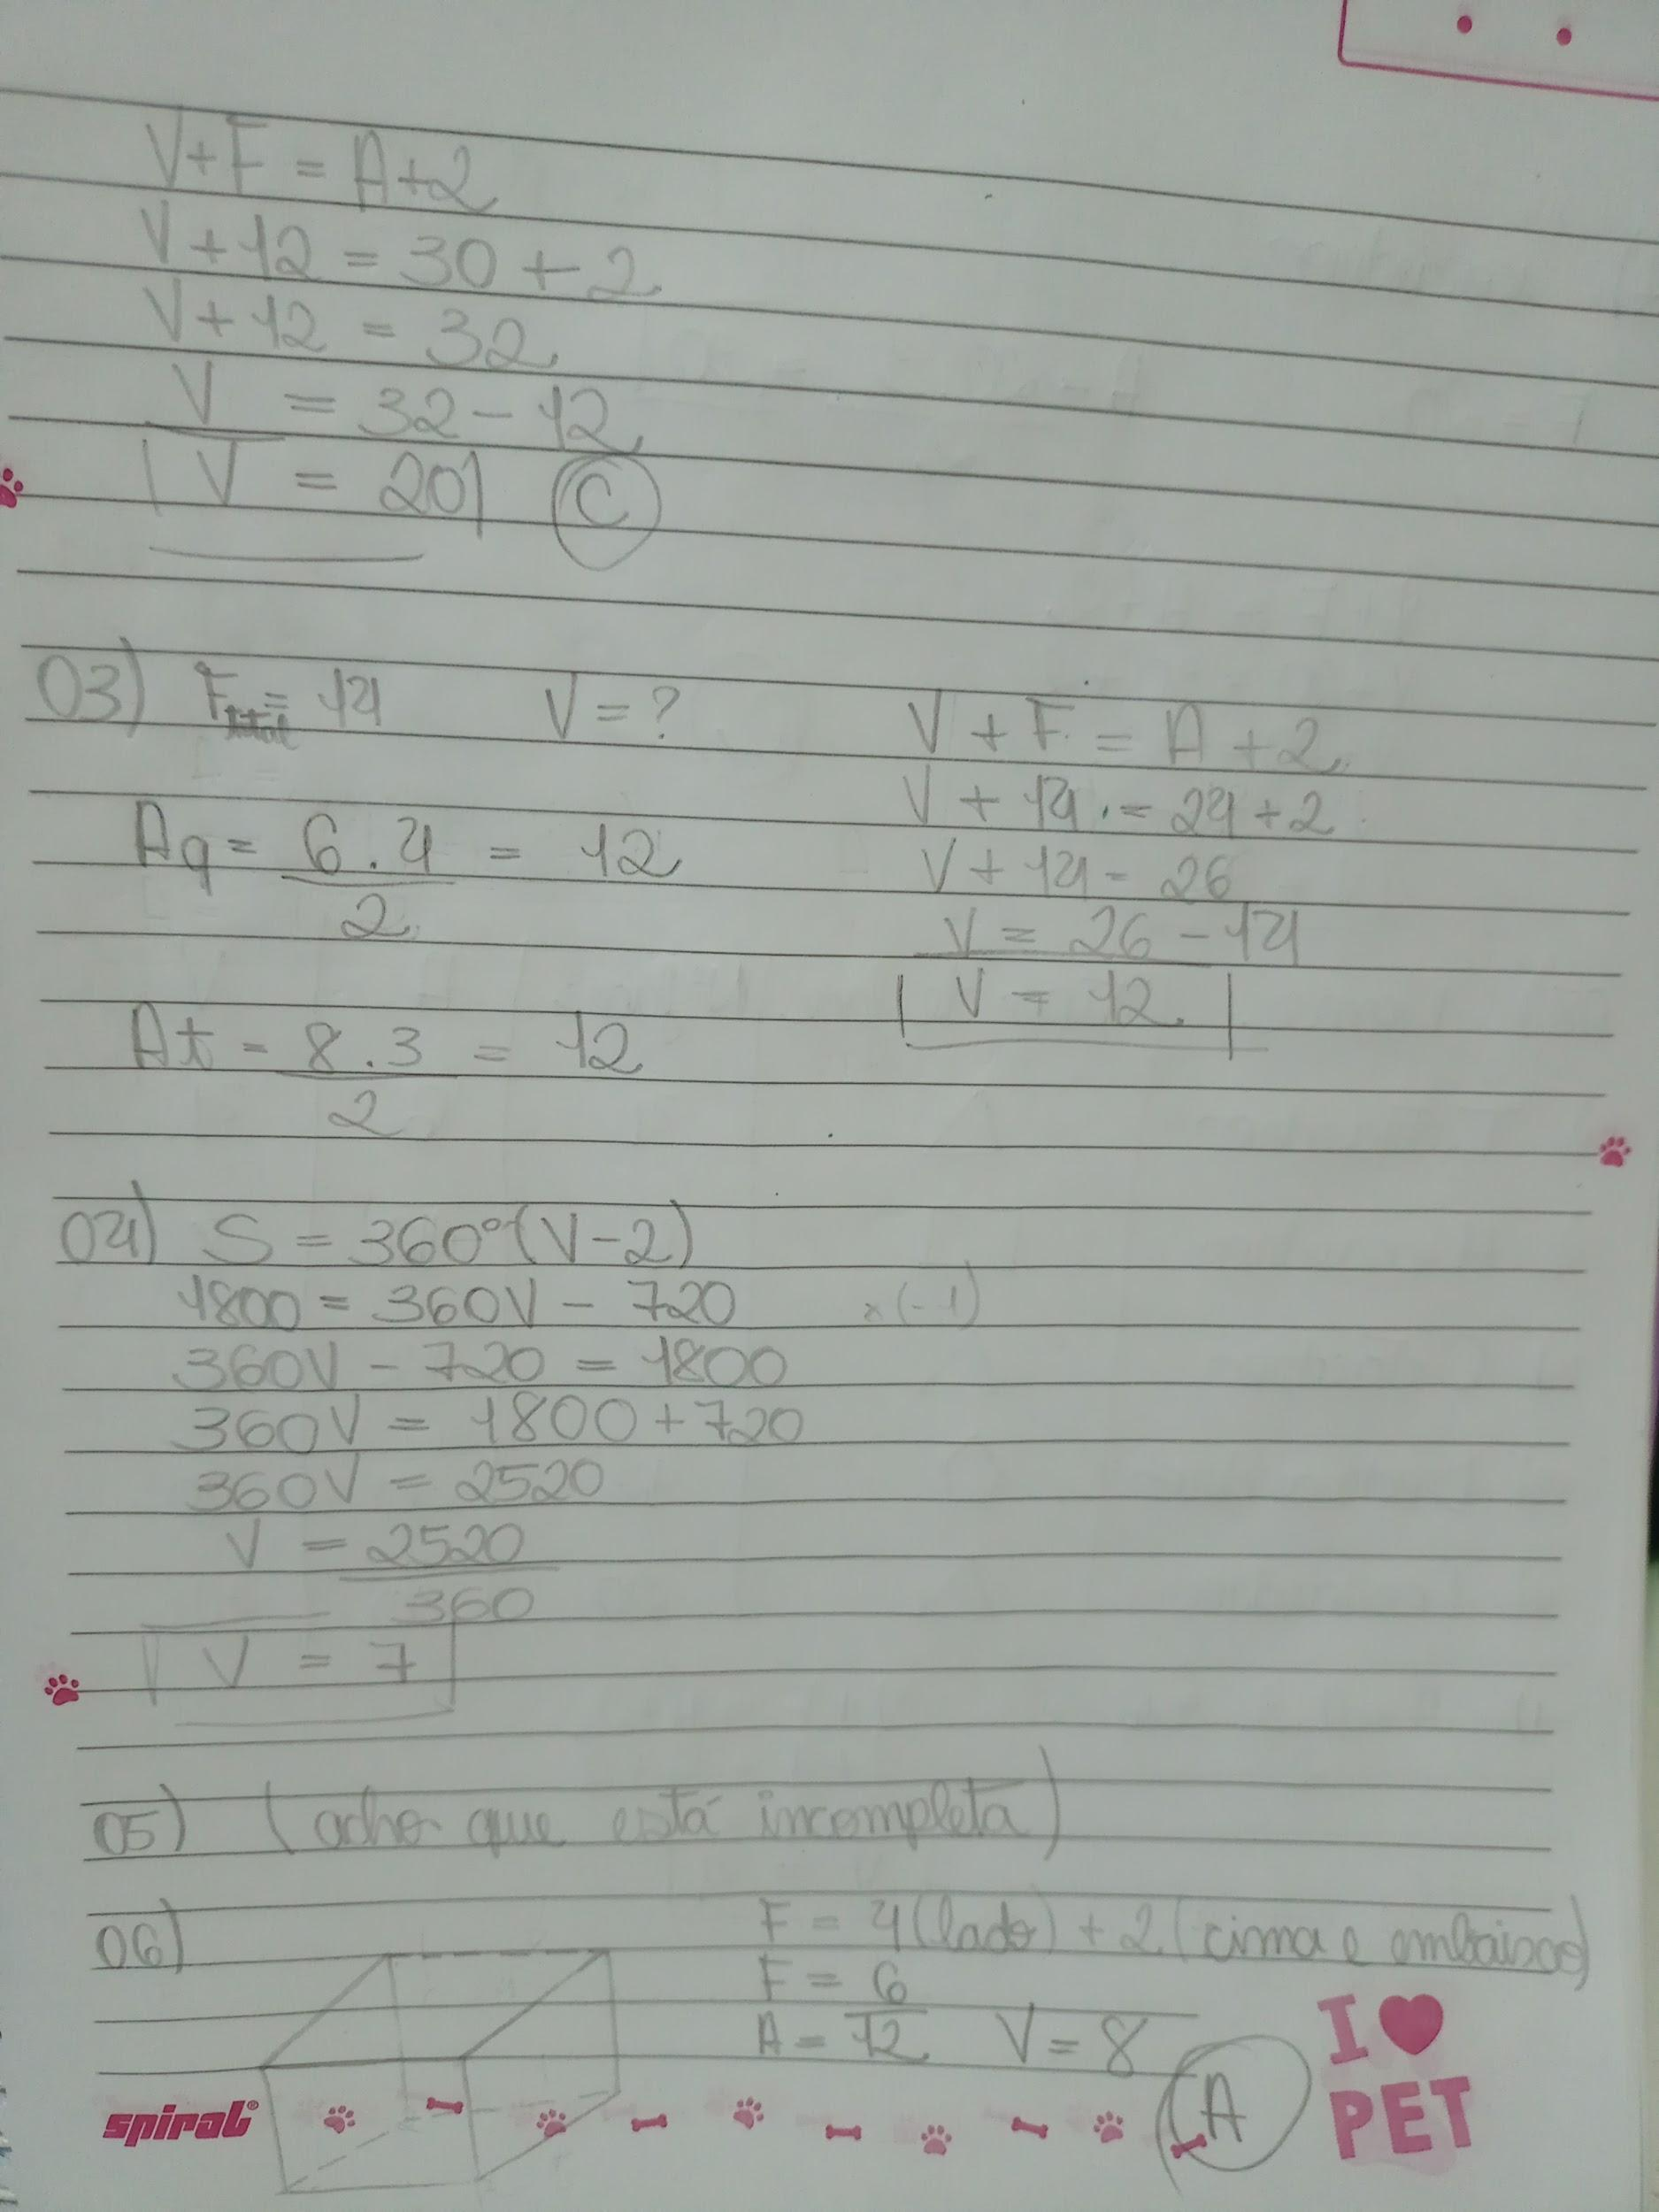 V+F = A+2
V+12 = 30+2
V+12 = 32
V = 32-12
V = 20 C
03) F = 14 V = ?
Aq = 6.4/2 = 12
At = 8.3/2 = 12
V + F = A + 2
V + 14 = 24 + 2
V + 14 = 26
V = 26 - 14
V = 12
04) S = 360°(V-2)
1800 = 360V - 720 x(-1)
360V - 720 = 1800
360V = 1800+720
360V = 2520
V = 2520/360
V = 7
05) (acho que está incompleta)
06) F = 4(lado) + 2(cima e embaixo)
F = 6
A = 12 V = 8
A
spiral®
I ♥
PET